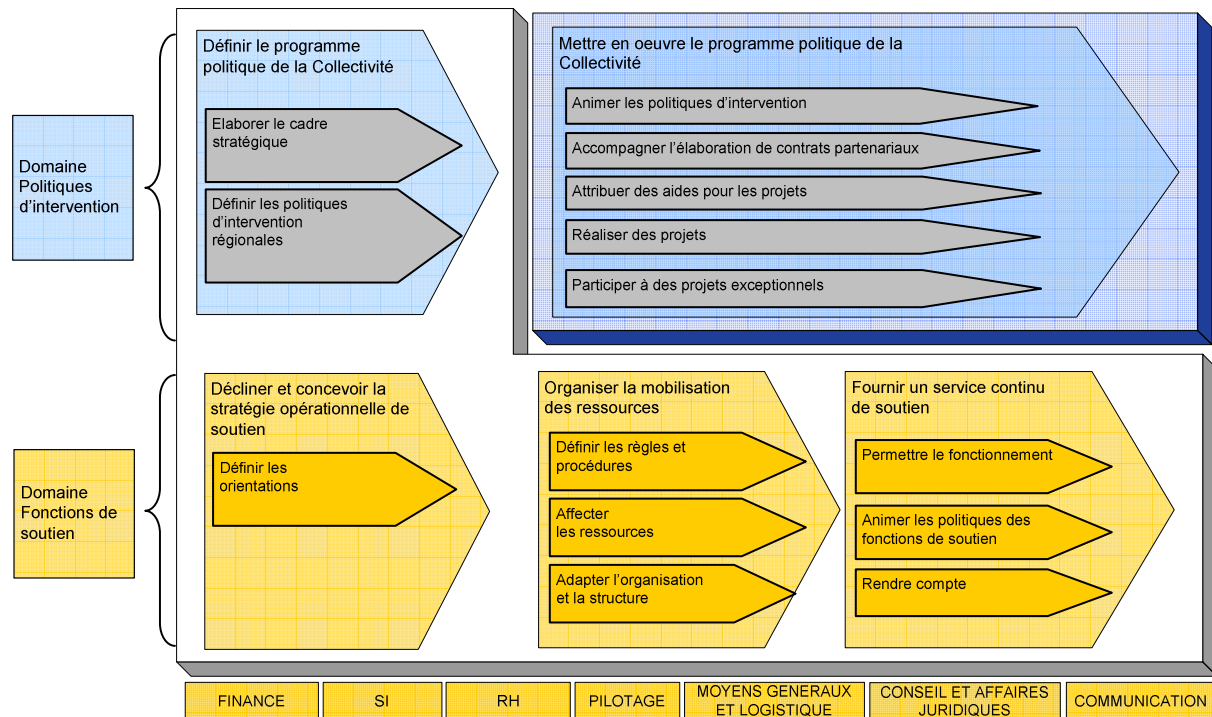 Domaine
Politiques
d'intervention
Définir le programme
politique de la Collectivité
Elaborer le cadre
stratégique
Définir les politiques
d'intervention
régionales
Mettre en oeuvre le programme politique de la
Collectivité
Animer les politiques d'intervention
Accompagner l'élaboration de contrats partenariaux
Attribuer des aides pour les projets
Réaliser des projets
Participer à des projets exceptionnels
Domaine
Fonctions de
soutien
Décliner et concevoir la
stratégie opérationnelle de
soutien
Définir les
orientations
Organiser la mobilisation
des ressources
Définir les règles et
procédures
Affecter
les ressources
Adapter l'organisation
et la structure
Fournir un service continu
de soutien
Permettre le fonctionnement
Animer les politiques des
fonctions de soutien
Rendre compte
FINANCE
SI
RH
PILOTAGE
MOYENS GENERAUX
ET LOGISTIQUE
CONSEIL ET AFFAIRES
JURIDIQUES
COMMUNICATION